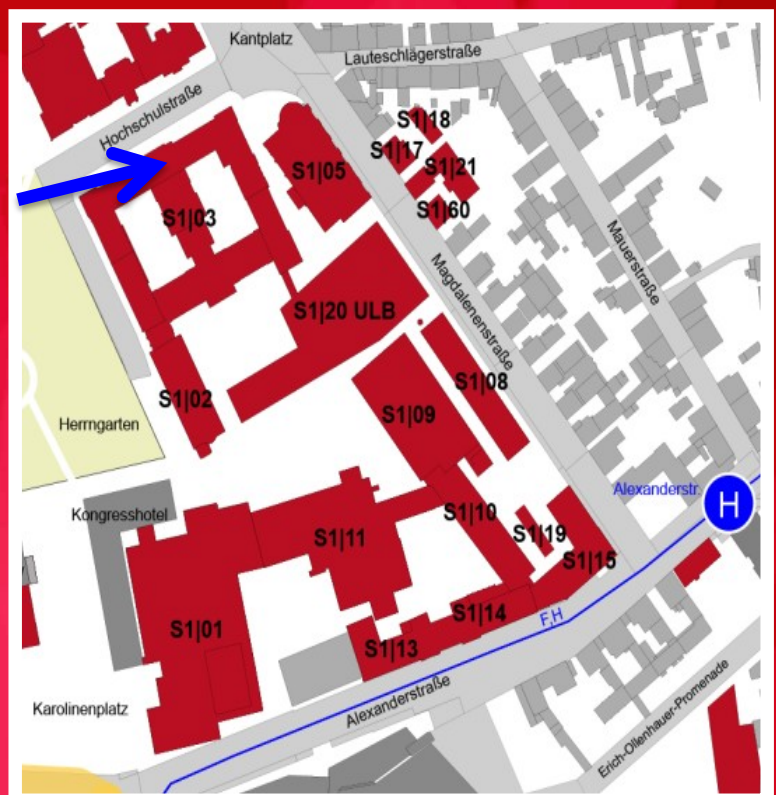 Kantplatz
Lauteschlägerstraße
Hochschulstraße
S1|18
S1|17
S1|21
S1|05
S1|60
S1|03
Mauerstraße
Magdalenenstraße
S1|20 ULB
S1|08
S1|02
S1|09
Herrngarten
Alexanderstr.
H
Kongresshotel
S1|10
S1|19
S1|11
S1|15
S1|14
F,H
S1|01
S1|13
Alexanderstraße
Karolinenplatz
Erich-Ollenhauer-Promenade